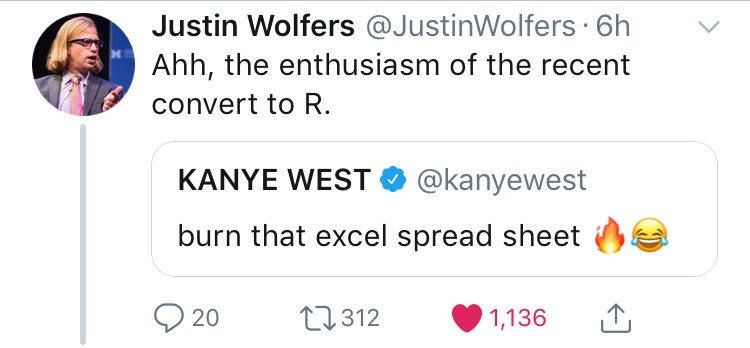 Justin Wolfers @JustinWolfers · 6h
Ahh, the enthusiasm of the recent
convert to R.
KANYE WEST @kanyewest
burn that excel spread sheet 🔥😂
20 312 1,136